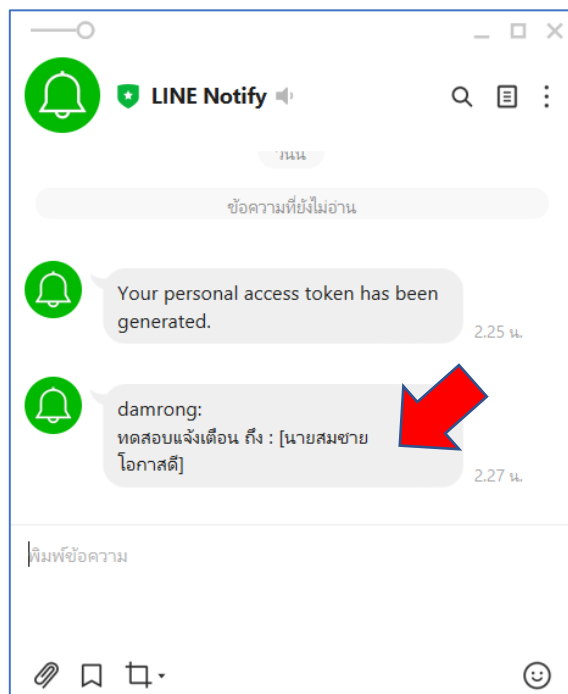 LINE Notify
วันนี้
ข้อความที่ยังไม่อ่าน
Your personal access token has been
generated.
2.25 น.
damrong:
ทดสอบแจ้งเตือน ถึง : [นายสมชาย
โอกาสดี]
2.27 น.
พิมพ์ข้อความ